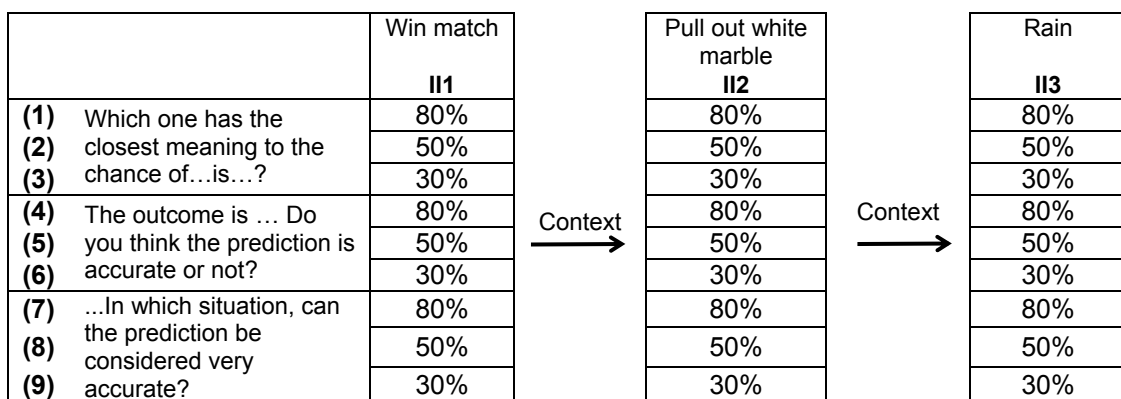 Win match
Pull out white
marble
Rain
II1
II2
II3
(1) Which one has the 80% 80% 80%
(2) closest meaning to the 50% 50% 50%
(3) chance of…is…? 30% 30% 30%
(4) The outcome is … Do 80% 80% 80%
(5) you think the prediction is 50% 50% 50%
(6) accurate or not? 30% 30% 30%
Context
Context
(7) ...In which situation, can 80% 80% 80%
the prediction be
(8) considered very 50% 50% 50%
(9) accurate? 30% 30% 30%